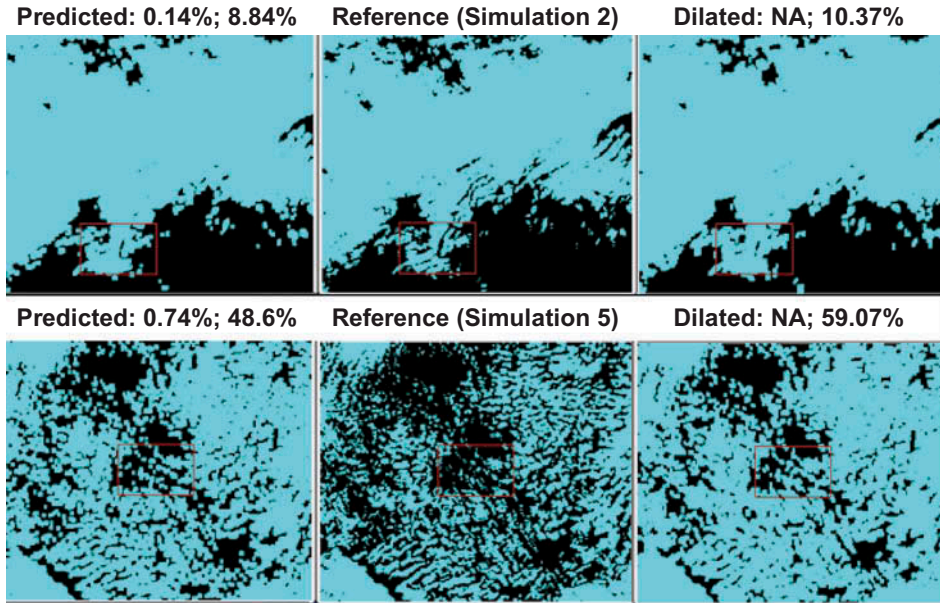 Predicted: 0.14%; 8.84%
Reference (Simulation 2)
Dilated: NA; 10.37%
Predicted: 0.74%; 48.6%
Reference (Simulation 5)
Dilated: NA; 59.07%